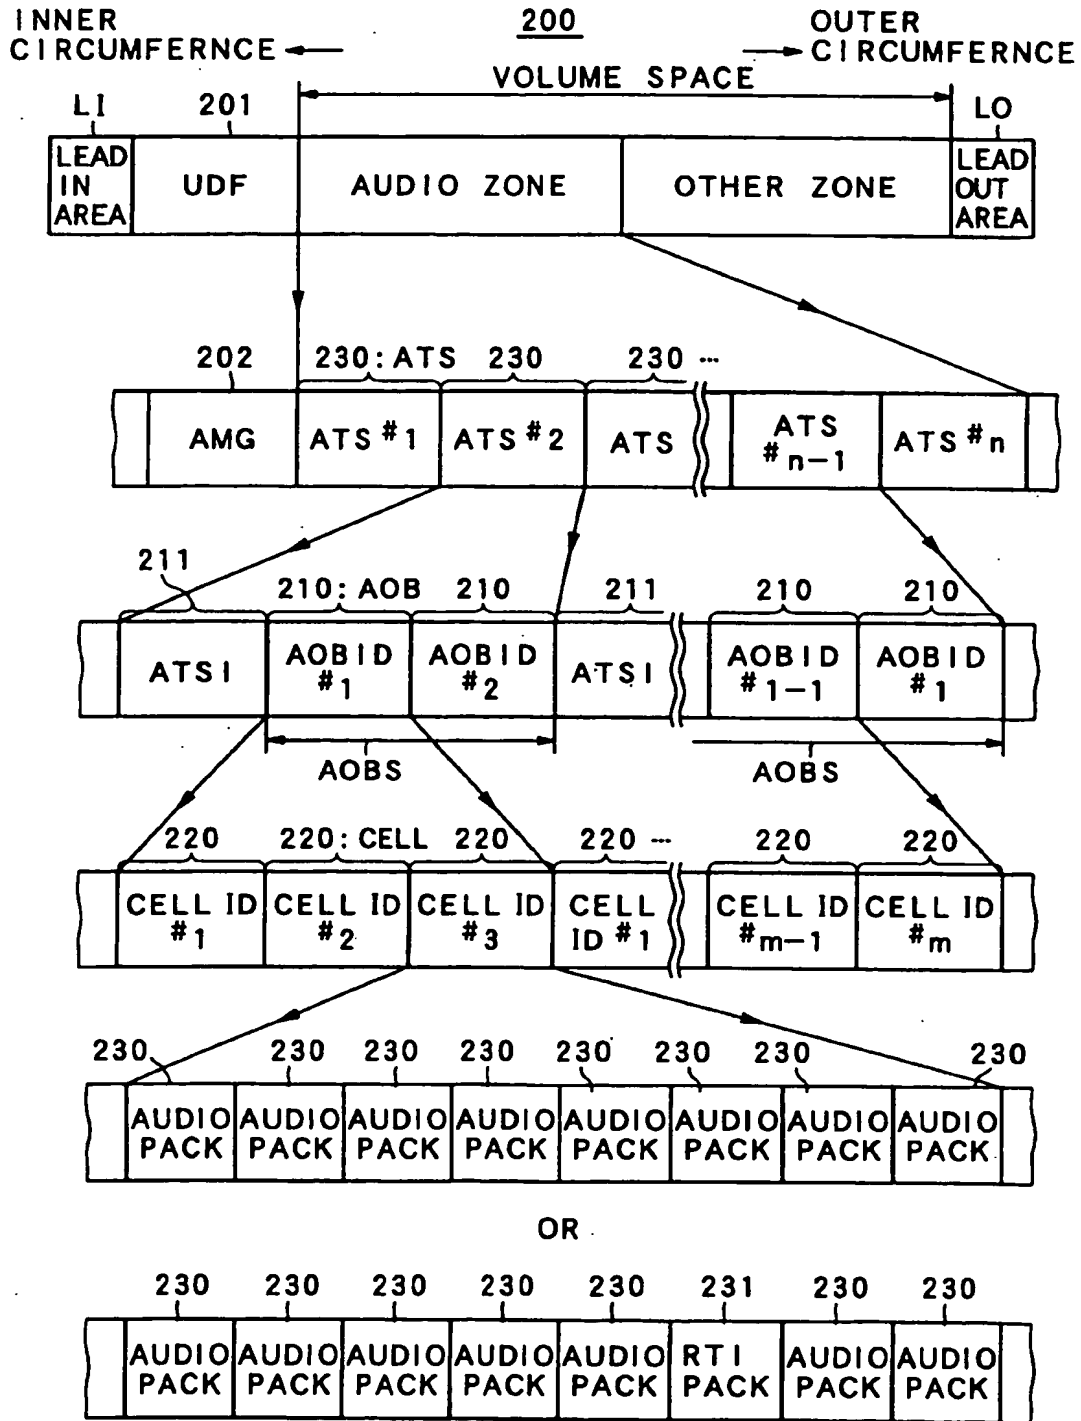 INNER
CIRCUMFERNCE
200
OUTER
CIRCUMFERNCE
VOLUME SPACE
LI
201
LO
LEAD
IN
AREA
UDF
AUDIO ZONE
OTHER ZONE
LEAD
OUT
AREA
202
230: ATS
230
230 ...
AMG
ATS #1
ATS #2
ATS
ATS
#n-1
ATS #n
211
210: AOB
210
211
210
210
ATSI
AOBID
#1
AOBID
#2
ATSI
AOBID
#1-1
AOBID
#1
AOBS
AOBS
220
220: CELL
220
220 ...
220
220
CELL ID
#1
CELL ID
#2
CELL ID
#3
CELL
ID #1
CELL ID
#m-1
CELL ID
#m
230
230
230
230
230
230
230
230
AUDIO
PACK
AUDIO
PACK
AUDIO
PACK
AUDIO
PACK
AUDIO
PACK
AUDIO
PACK
AUDIO
PACK
AUDIO
PACK
OR
230
230
230
230
230
231
230
230
AUDIO
PACK
AUDIO
PACK
AUDIO
PACK
AUDIO
PACK
AUDIO
PACK
RTI
PACK
AUDIO
PACK
AUDIO
PACK